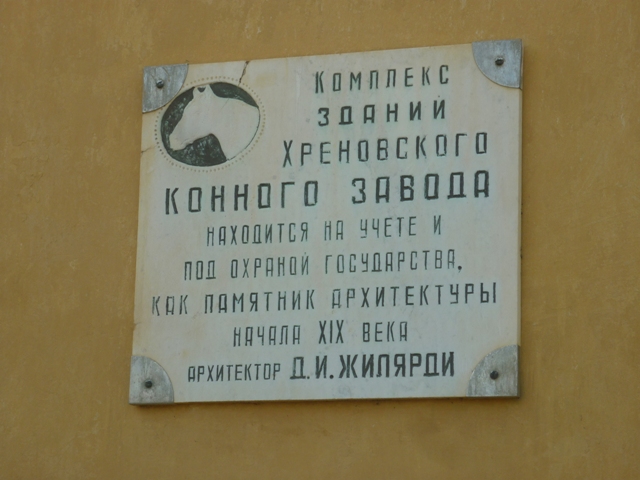 Комплекс
зданий
Хреновского
конного завода
находится на учете и
под охраной государства,
как памятник архитектуры
начала XIX века
архитектор Д.И.Жилярди